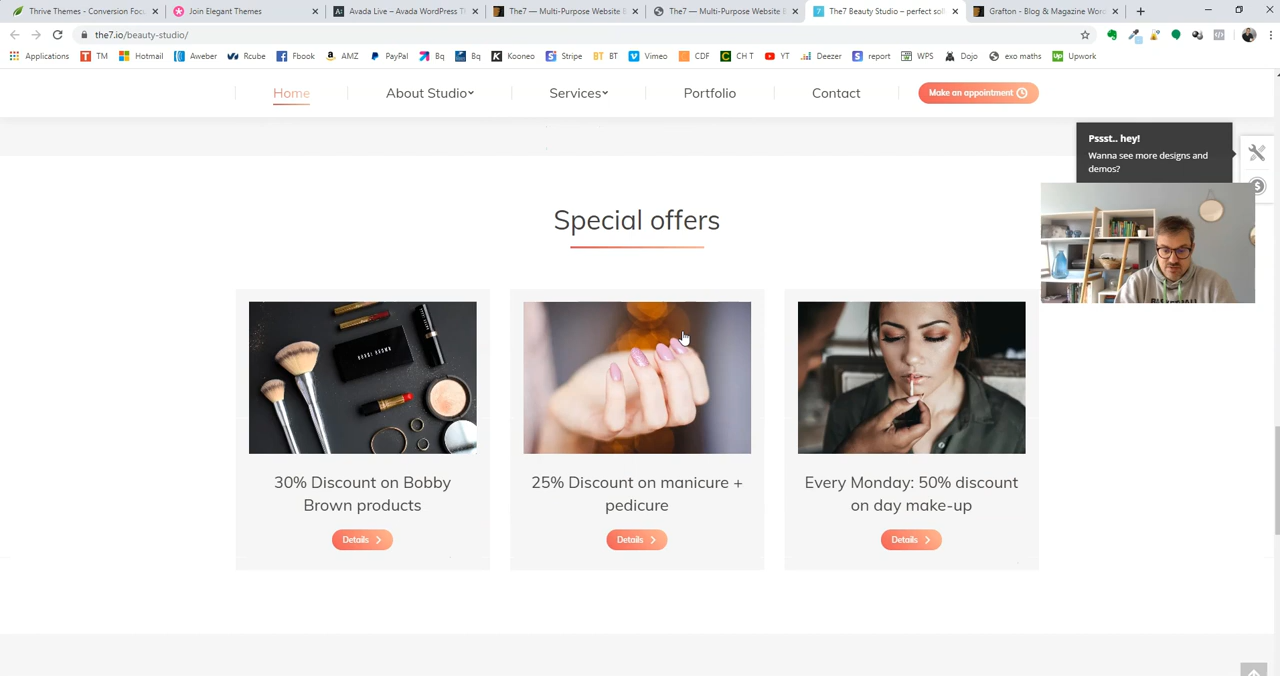 Thrive Themes - Conversion Focu
Join Elegant Themes
Avada Live – Avada WordPress T
The7 — Multi-Purpose Website B
The7 — Multi-Purpose Website
The7 Beauty Studio – perfect sol
Grafton - Blog & Magazine Wor
the7.io/beauty-studio/
Applications TM Hotmail Aweber Rcube Fbook AMZ PayPal Bq Bq Kooneo Stripe BT BT Vimeo CDF CH T YT Deezer report WPS Dojo exo maths Upwork
Home About Studio Services Portfolio Contact Make an appointment
Pssst.. hey!
Wanna see more designs and
demos?
Special offers
BOBBI BROWN
30% Discount on Bobby
Brown products
Details
25% Discount on manicure +
pedicure
Details
Every Monday: 50% discount
on day make-up
Details